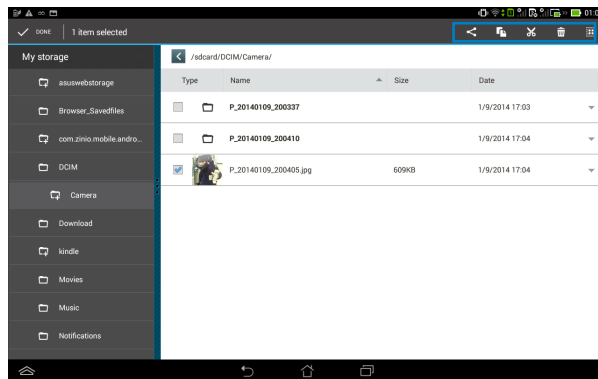 01:0
DONE 1 item selected
My storage
/sdcard/DCIM/Camera/
Type Name Size Date
asuswebstorage
Browser_Savedfiles
P_20140109_200337 1/9/2014 17:03
com.zinio.mobile.andro...
P_20140109_200410 1/9/2014 17:04
DCIM
P_20140109_200405.jpg 609KB 1/9/2014 17:04
Camera
Download
kindle
Movies
Music
Notifications